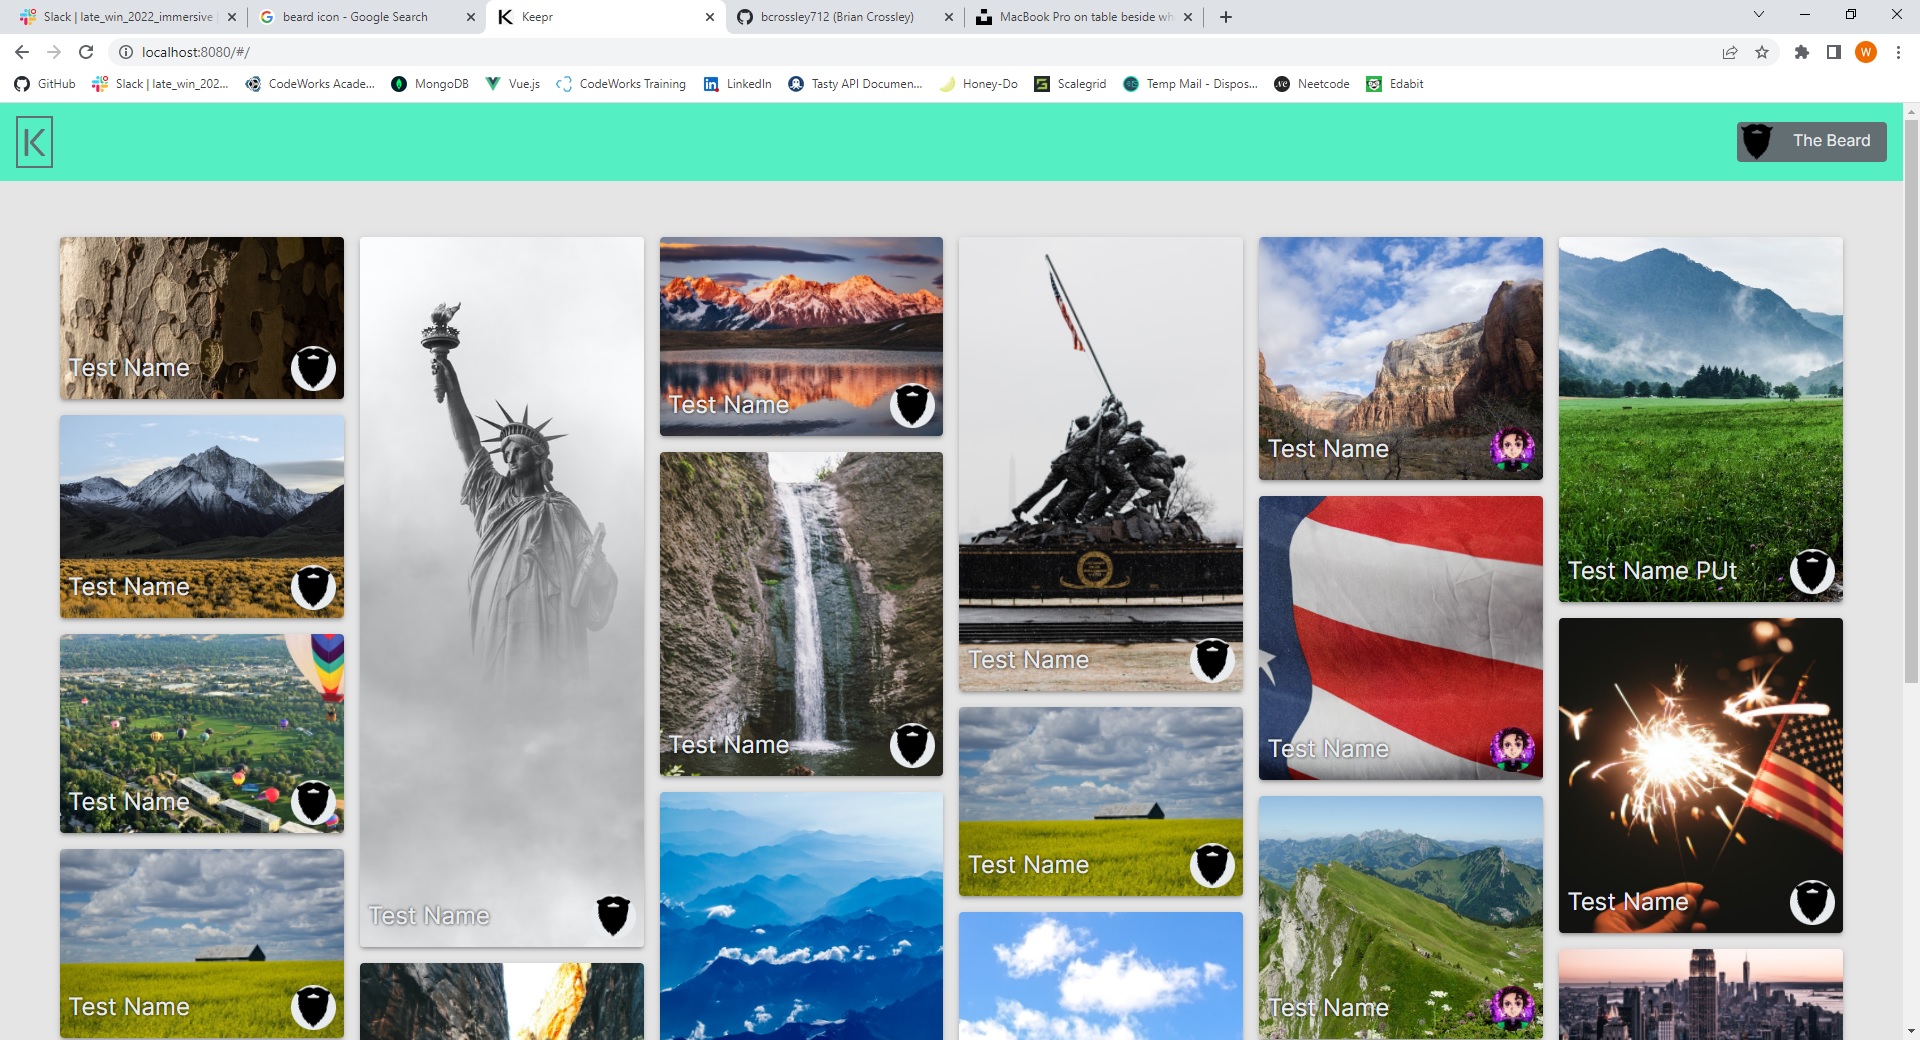 Slack | late_win_2022_immersive
beard icon - Google Search
Keepr
bcrossley712 (Brian Crossley)
MacBook Pro on table beside wh
localhost:8080/#/
W
GitHub
Slack | late_win_202...
CodeWorks Acade...
MongoDB
Vue.js
CodeWorks Training
LinkedIn
Tasty API Documen...
Honey-Do
Scalegrid
Temp Mail - Dispos...
Neetcode
Edabit
K
The Beard
Test Name
Test Name
Test Name
Test Name
Test Name
Test Name
Test Name
Test Name
Test Name
Test Name
Test Name
Test Name
Test Name PUt
Test Name